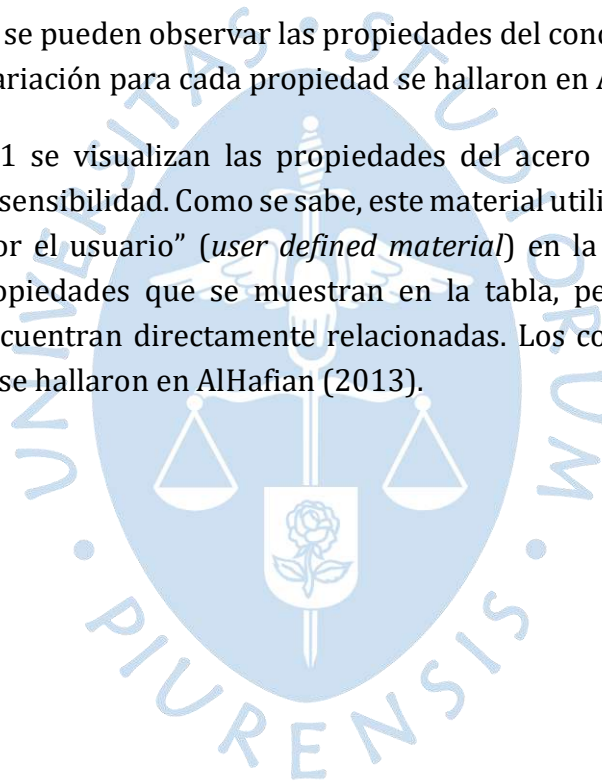 se pueden observar las propiedades del conc
ariación para cada propiedad se hallaron en A
1 se visualizan las propiedades del acero
sensibilidad. Como se sabe, este material utili
or el usuario” (user defined material) en la
opiedades que se muestran en la tabla, pe
cuentran directamente relacionadas. Los co
se hallaron en AlHafian (2013).
UNIVERSITAS • STUDIORUM • PIURENSIS •